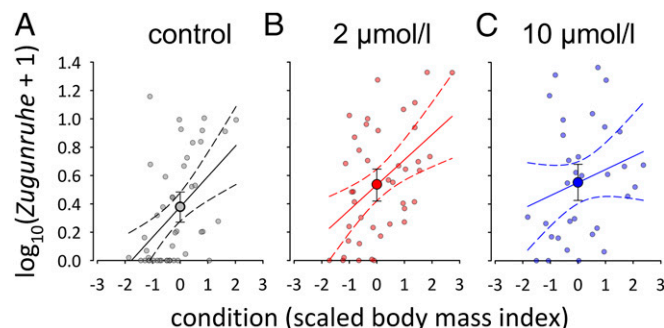 A control B 2 µmol/l C 10 µmol/l
1.4
1.2
1.0
0.8
0.6
0.4
0.2
0.0
log10(Zugunruhe + 1)
-3 -2 -1 0 1 2 3 -3 -2 -1 0 1 2 3 -3 -2 -1 0 1 2 3
condition (scaled body mass index)